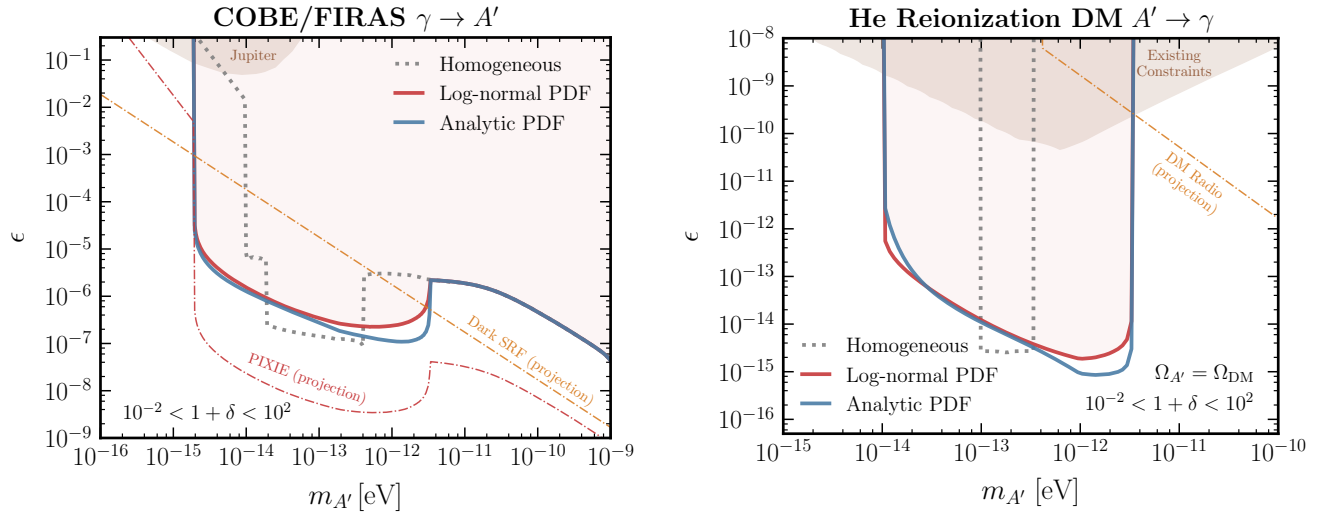 COBE/FIRAS γ → A′
10⁻¹
10⁻²
10⁻³
10⁻⁴
10⁻⁵
10⁻⁶
10⁻⁷
10⁻⁸
10⁻⁹
ϵ
Jupiter
Homogeneous
Log-normal PDF
Analytic PDF
PIXIE (projection)
Dark SRF (projection)
10⁻² < 1 + δ < 10²
10⁻¹⁶ 10⁻¹⁵ 10⁻¹⁴ 10⁻¹³ 10⁻¹² 10⁻¹¹ 10⁻¹⁰ 10⁻⁹
m_A′ [eV]
He Reionization DM A′ → γ
10⁻⁸
10⁻⁹
10⁻¹⁰
10⁻¹¹
10⁻¹²
10⁻¹³
10⁻¹⁴
10⁻¹⁵
10⁻¹⁶
ϵ
Existing
Constraints
DM Radio
(projection)
Homogeneous
Log-normal PDF
Analytic PDF
Ω_A′ = Ω_DM
10⁻² < 1 + δ < 10²
10⁻¹⁵ 10⁻¹⁴ 10⁻¹³ 10⁻¹² 10⁻¹¹ 10⁻¹⁰
m_A′ [eV]